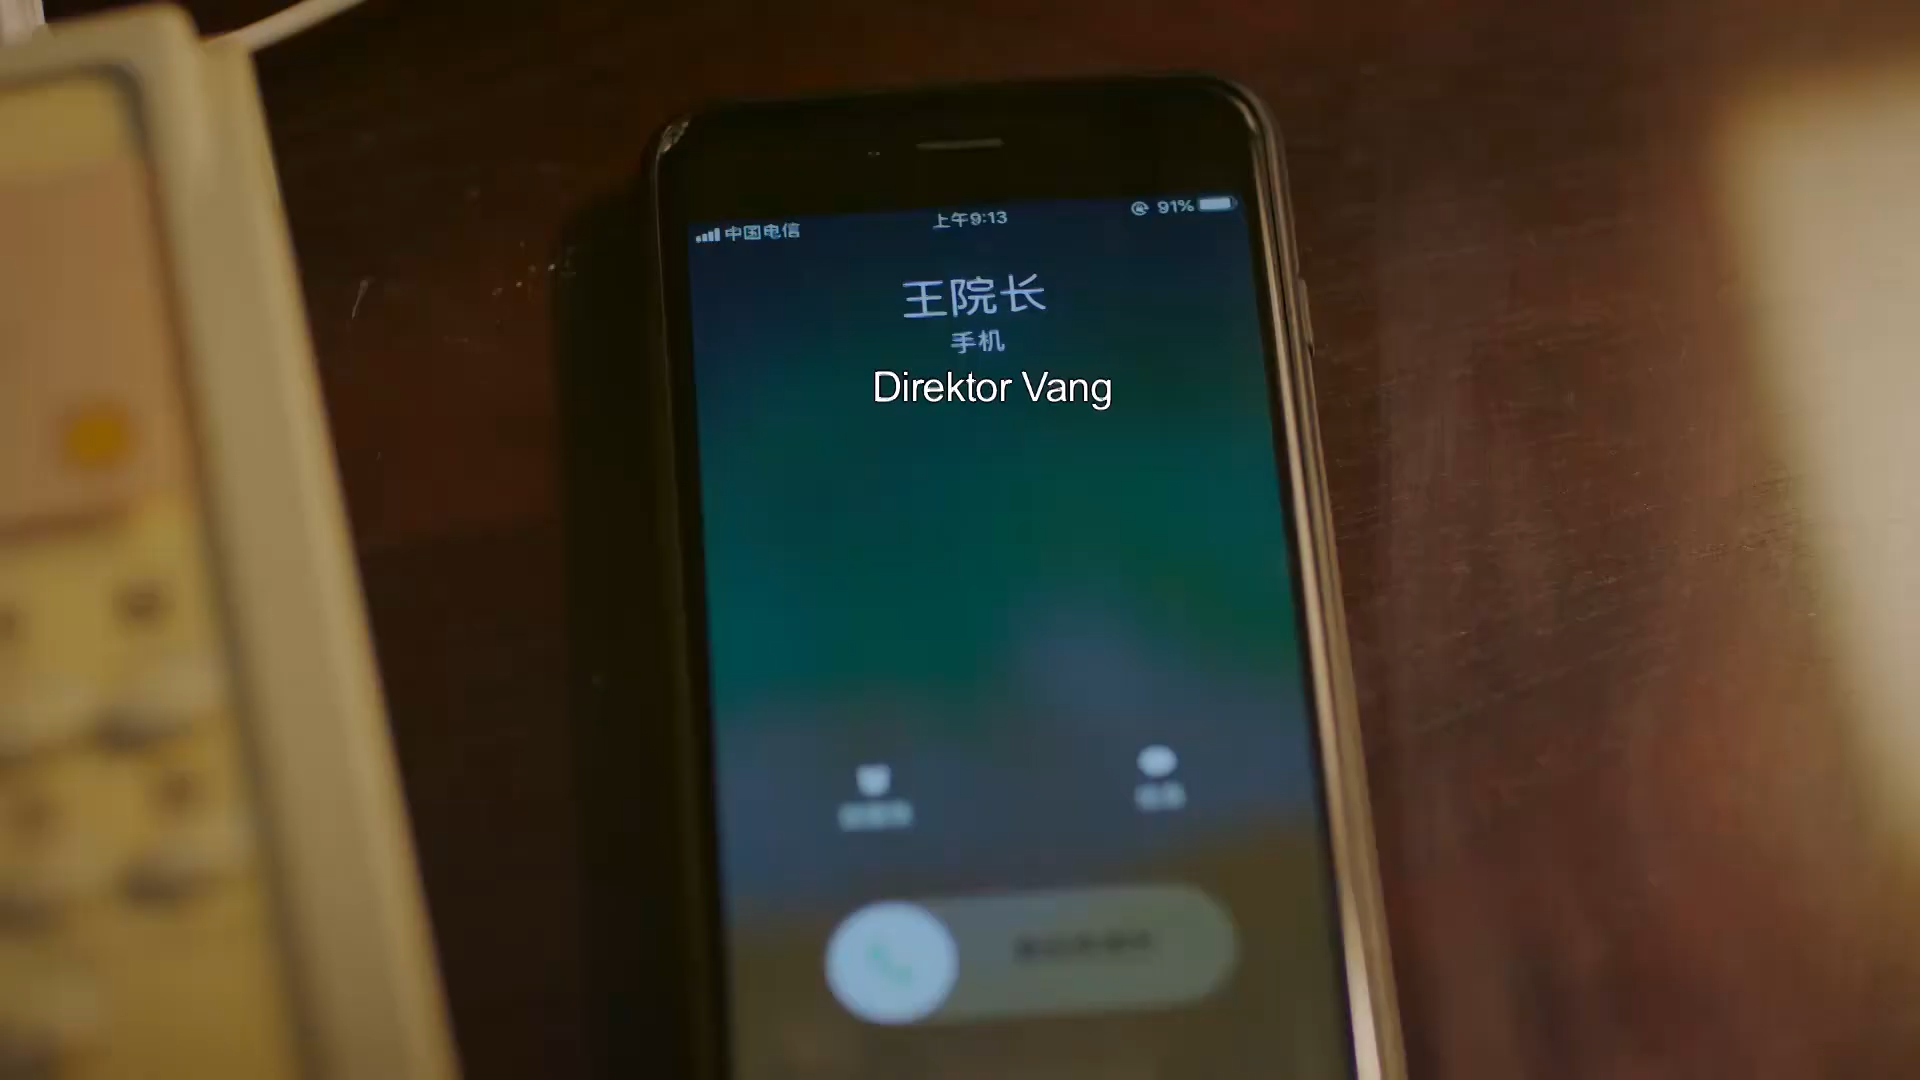 中国电信 上午9:13 91%
王院长
手机
Direktor Vang